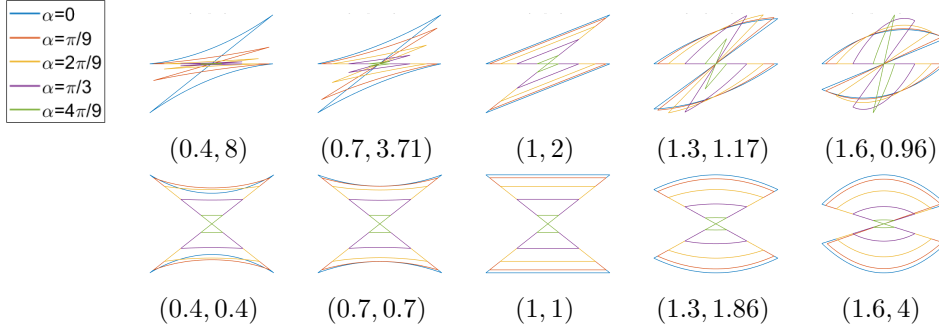 α=0
α=π/9
α=2π/9
α=π/3
α=4π/9
(0.4, 8) (0.7, 3.71) (1, 2) (1.3, 1.17) (1.6, 0.96)
(0.4, 0.4) (0.7, 0.7) (1, 1) (1.3, 1.86) (1.6, 4)